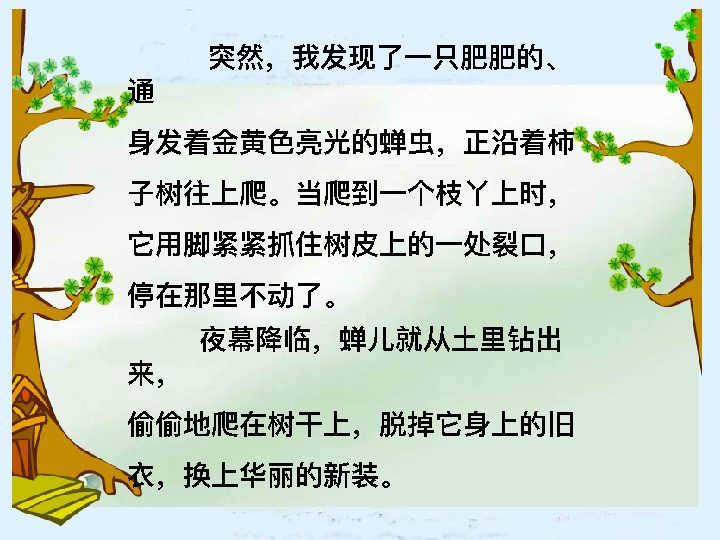 突然，我发现了一只肥肥的、
通
身发着金黄色亮光的蝉虫，正沿着柿
子树往上爬。当爬到一个枝丫上时，
它用脚紧紧抓住树皮上的一处裂口，
停在那里不动了。
夜幕降临，蝉儿就从土里钻出
来，
偷偷地爬在树干上，脱掉它身上的旧
衣，换上华丽的新装。